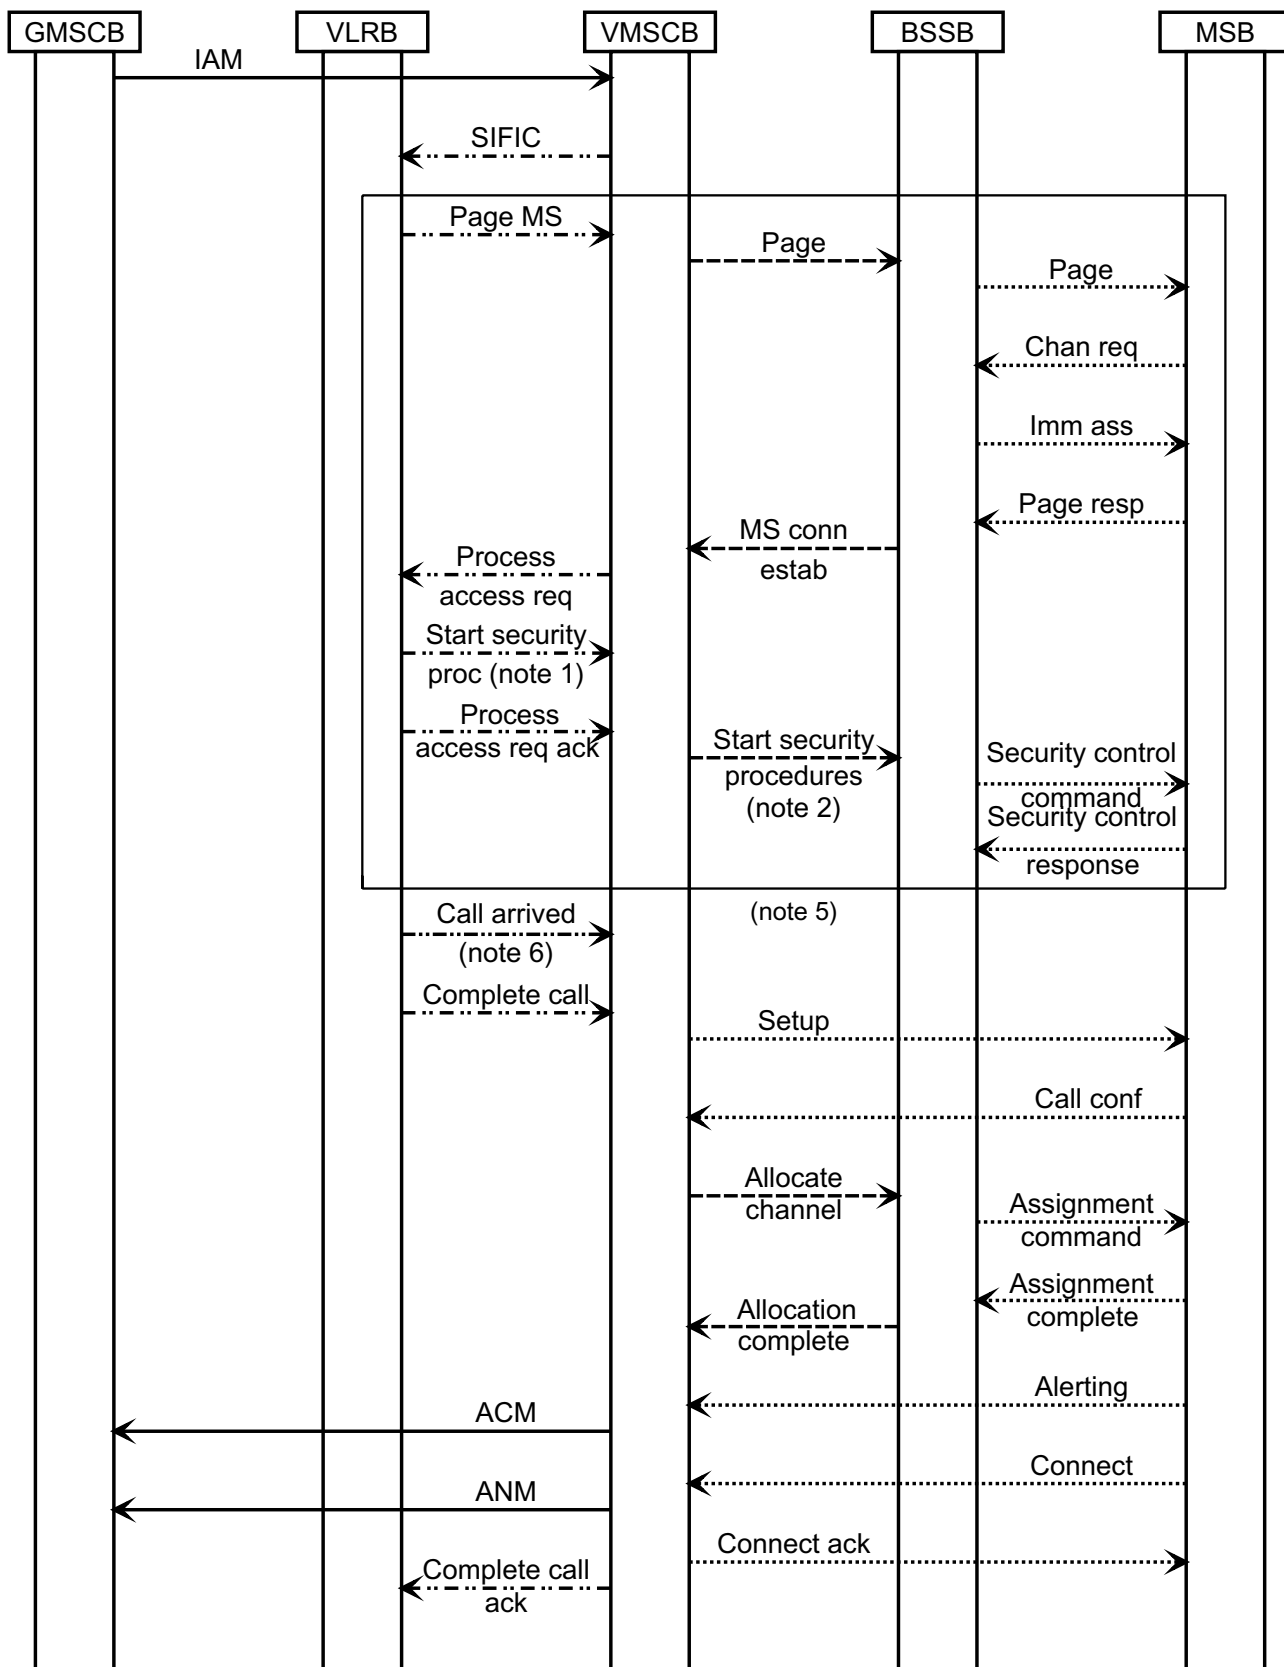 GMSCB
VLRB
VMSCB
BSSB
MSB
IAM
SIFIC
Page MS
Page
Page
Chan req
Imm ass
Page resp
MS conn
estab
Process
access req
Start security
proc (note 1)
Process
access req ack
Start security
procedures
(note 2)
Security control
command
Security control
response
(note 5)
Call arrived
(note 6)
Complete call
Setup
Call conf
Allocate
channel
Assignment
command
Assignment
complete
Allocation
complete
Alerting
ACM
Connect
ANM
Connect ack
Complete call
ack